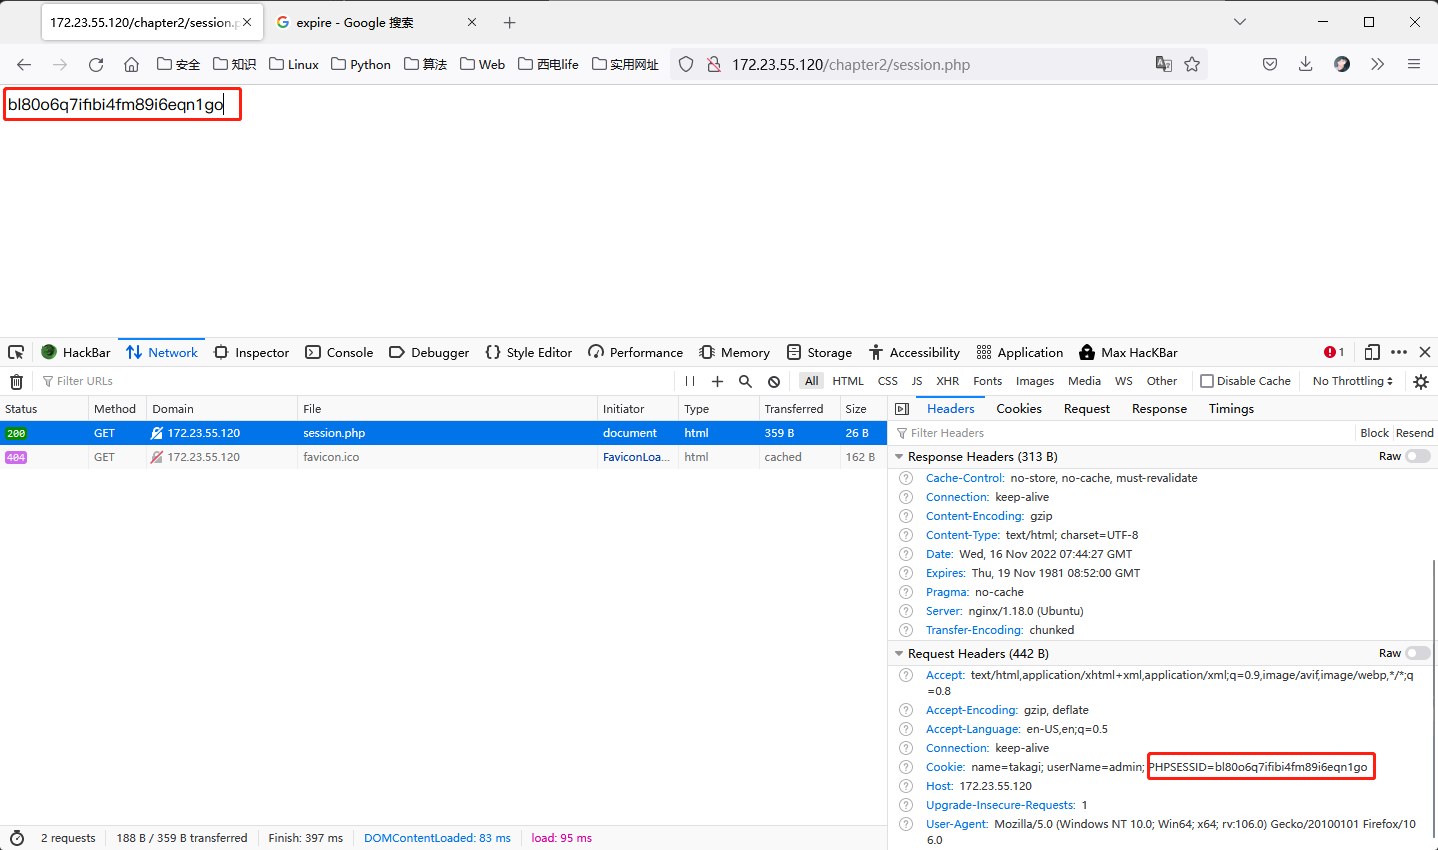 172.23.55.120/chapter2/session.p
expire - Google 搜索
安全 知识 Linux Python 算法 Web 西电life 实用网址
172.23.55.120/chapter2/session.php
bl80o6q7ifibi4fm89i6eqn1go
HackBar Network Inspector Console Debugger Style Editor Performance Memory Storage Accessibility Application Max HacKBar 1
Filter URLs All HTML CSS JS XHR Fonts Images Media WS Other Disable Cache No Throttling
Status Method Domain File Initiator Type Transferred Size
200 GET 172.23.55.120 session.php document html 359 B 26 B
404 GET 172.23.55.120 favicon.ico FaviconLoa... html cached 162 B
Headers Cookies Request Response Timings
Filter Headers Block Resend
Response Headers (313 B) Raw
Cache-Control: no-store, no-cache, must-revalidate
Connection: keep-alive
Content-Encoding: gzip
Content-Type: text/html; charset=UTF-8
Date: Wed, 16 Nov 2022 07:44:27 GMT
Expires: Thu, 19 Nov 1981 08:52:00 GMT
Pragma: no-cache
Server: nginx/1.18.0 (Ubuntu)
Transfer-Encoding: chunked
Request Headers (442 B) Raw
Accept: text/html,application/xhtml+xml,application/xml;q=0.9,image/avif,image/webp,*/*;q
=0.8
Accept-Encoding: gzip, deflate
Accept-Language: en-US,en;q=0.5
Connection: keep-alive
Cookie: name=takagi; userName=admin; PHPSESSID=bl80o6q7ifibi4fm89i6eqn1go
Host: 172.23.55.120
Upgrade-Insecure-Requests: 1
User-Agent: Mozilla/5.0 (Windows NT 10.0; Win64; x64; rv:106.0) Gecko/20100101 Firefox/10
6.0
2 requests 188 B / 359 B transferred Finish: 397 ms DOMContentLoaded: 83 ms load: 95 ms